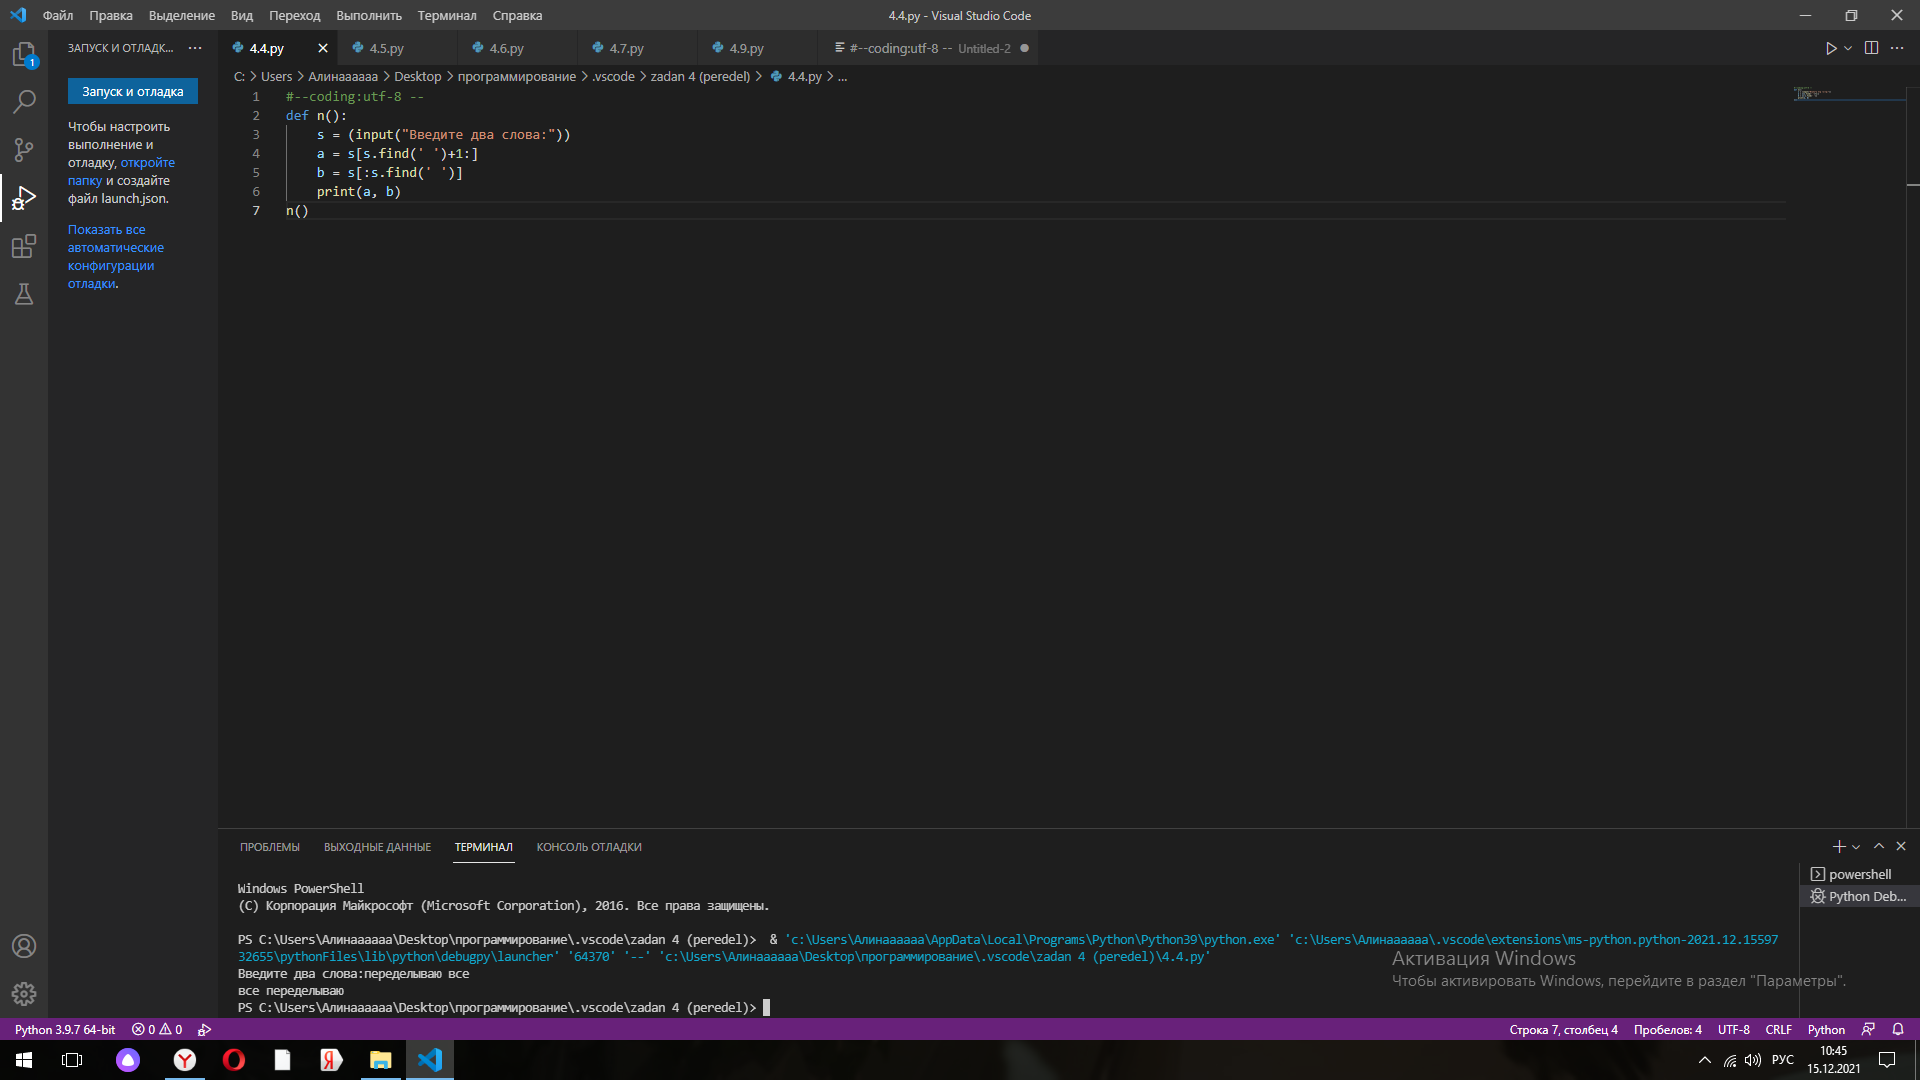 Файл Правка Выделение Вид Переход Выполнить Терминал Справка 4.4.py - Visual Studio Code
ЗАПУСК И ОТЛАДК... ···
4.4.py 4.5.py 4.6.py 4.7.py 4.9.py #--coding:utf-8 -- Untitled-2
1
Запуск и отладка
Чтобы настроить
выполнение и
отладку, откройте
папку и создайте
файл launch.json.
Показать все
автоматические
конфигурации
отладки.
C: > Users > Алинаааааа > Desktop > программирование > .vscode > zadan 4 (peredel) > 4.4.py > ...
1 #--coding:utf-8 --
2 def n():
3 s = (input("Введите два слова:"))
4 a = s[s.find(' ')+1:]
5 b = s[:s.find(' ')]
6 print(a, b)
7 n()
ПРОБЛЕМЫ ВЫХОДНЫЕ ДАННЫЕ ТЕРМИНАЛ КОНСОЛЬ ОТЛАДКИ
powershell
Python Deb...
Windows PowerShell
(C) Корпорация Майкрософт (Microsoft Corporation), 2016. Все права защищены.
PS C:\Users\Алинаааааа\Desktop\программирование\.vscode\zadan 4 (peredel)>  & 'c:\Users\Алинаааааа\AppData\Local\Programs\Python\Python39\python.exe' 'c:\Users\Алинаааааа\.vscode\extensions\ms-python.python-2021.12.15597
32655\pythonFiles\lib\python\debugpy\launcher' '64370' '--' 'c:\Users\Алинаааааа\Desktop\программирование\.vscode\zadan 4 (peredel)\4.4.py'
Введите два слова:переделываю все
все переделываю
PS C:\Users\Алинаааааа\Desktop\программирование\.vscode\zadan 4 (peredel)>
Активация Windows
Чтобы активировать Windows, перейдите в раздел "Параметры".
Python 3.9.7 64-bit 0 0 Строка 7, столбец 4 Пробелов: 4 UTF-8 CRLF Python
РУС 10:45
15.12.2021